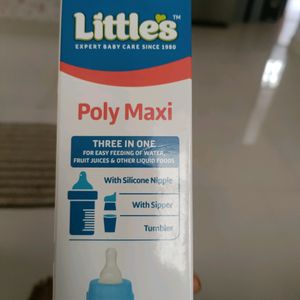 Little's™
EXPERT BABY CARE SINCE 1980
Poly Maxi
THREE IN ONE
FOR EASY FEEDING OF WATER,
FRUIT JUICES & OTHER LIQUID FOODS
With Silicone Nipple
With Sipper
Tumbler